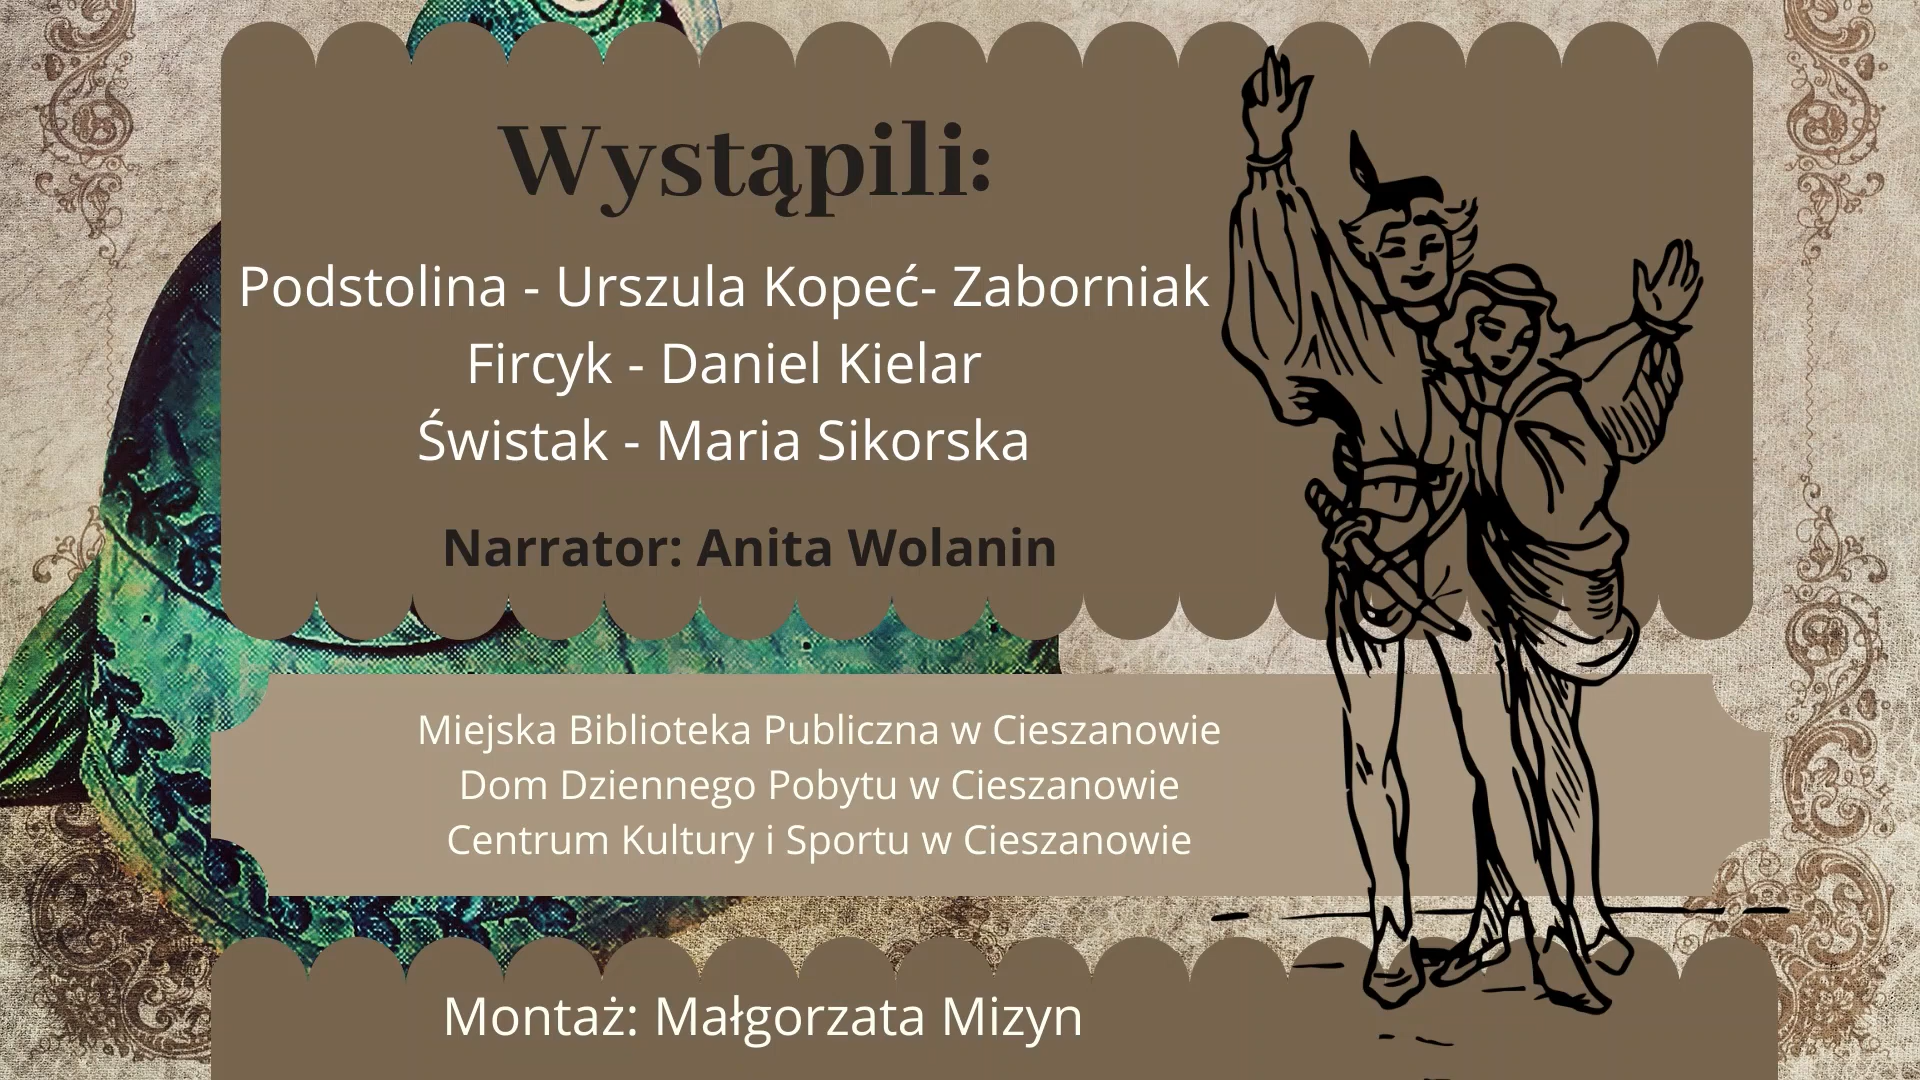 Wystąpili:
Podstolina - Urszula Kopeć- Zaborniak
Fircyk - Daniel Kielar
Świstak - Maria Sikorska
Narrator: Anita Wolanin
Miejska Biblioteka Publiczna w Cieszanowie
Dom Dziennego Pobytu w Cieszanowie
Centrum Kultury i Sportu w Cieszanowie
Montaż: Małgorzata Mizyn